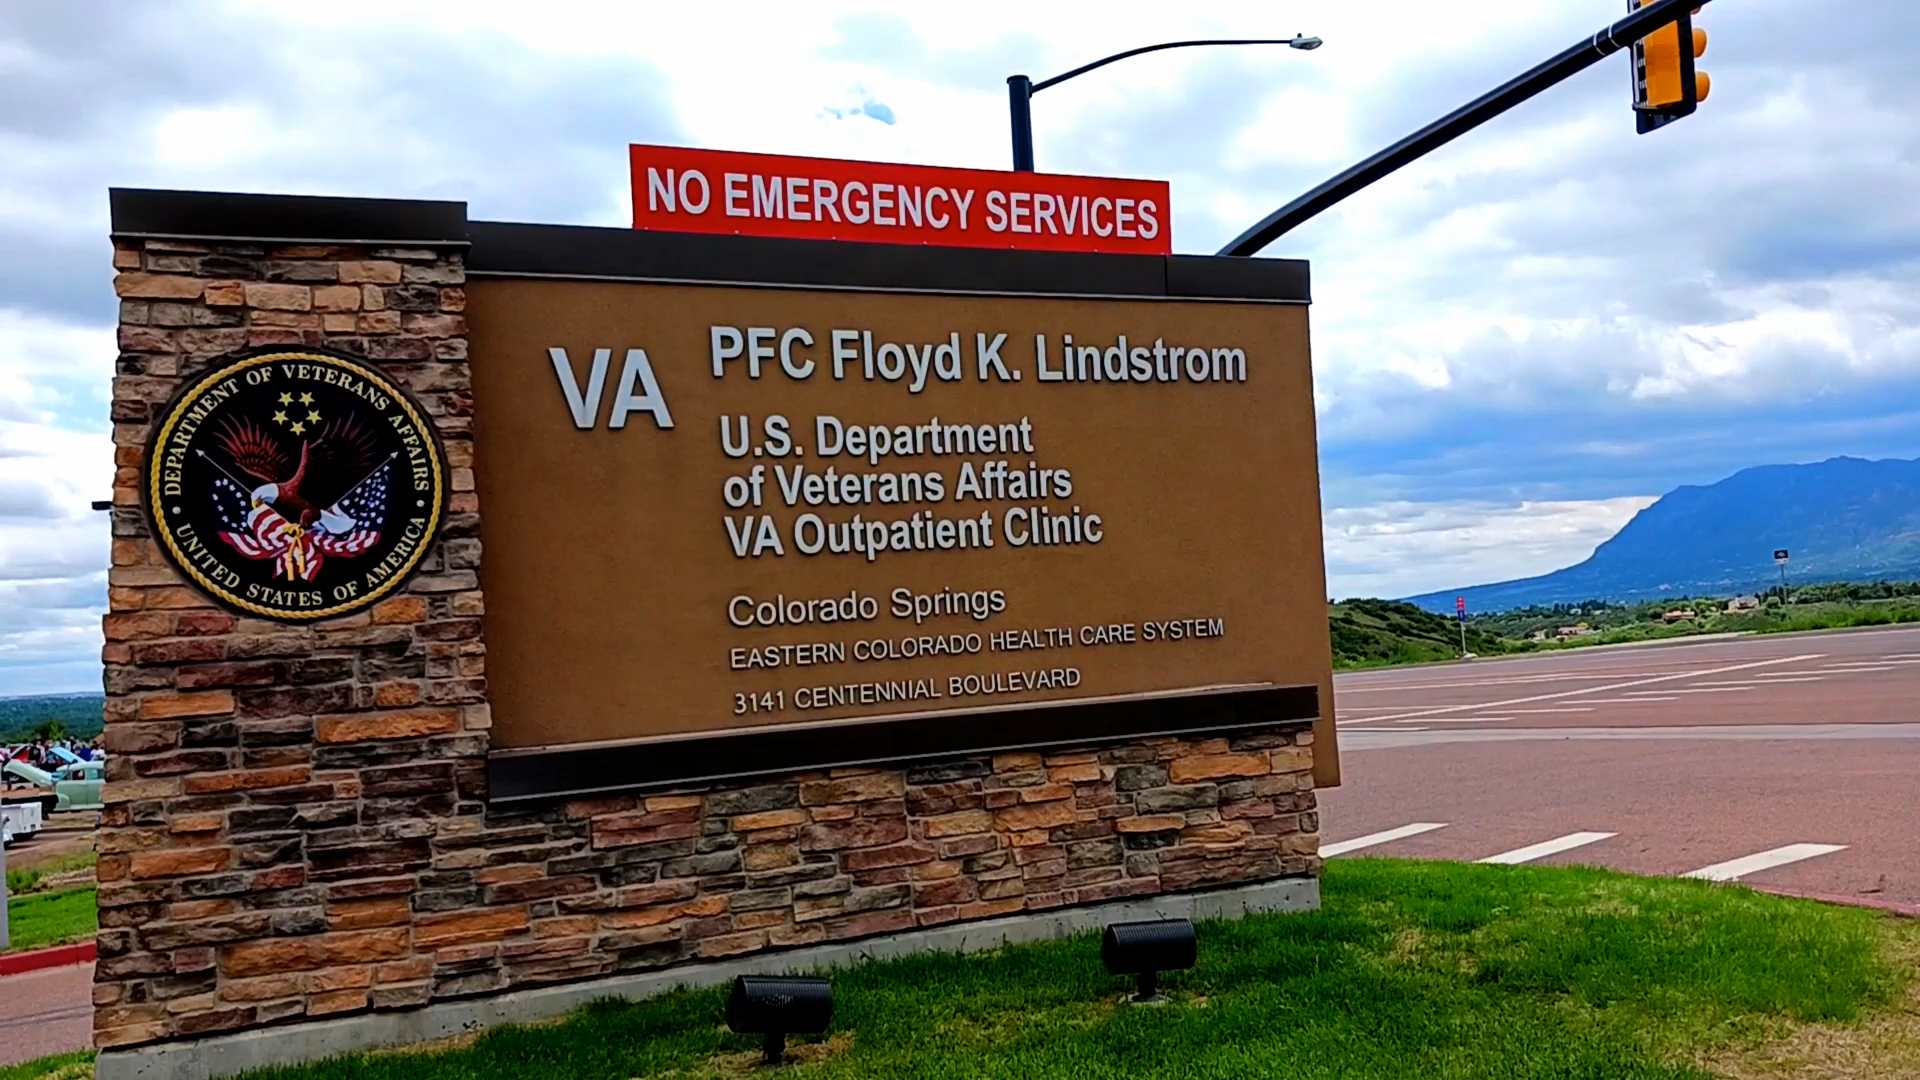 NO EMERGENCY SERVICES
VA
PFC Floyd K. Lindstrom
U.S. Department
of Veterans Affairs
VA Outpatient Clinic
Colorado Springs
EASTERN COLORADO HEALTH CARE SYSTEM
3141 CENTENNIAL BOULEVARD
DEPARTMENT OF VETERANS AFFAIRS
UNITED STATES OF AMERICA